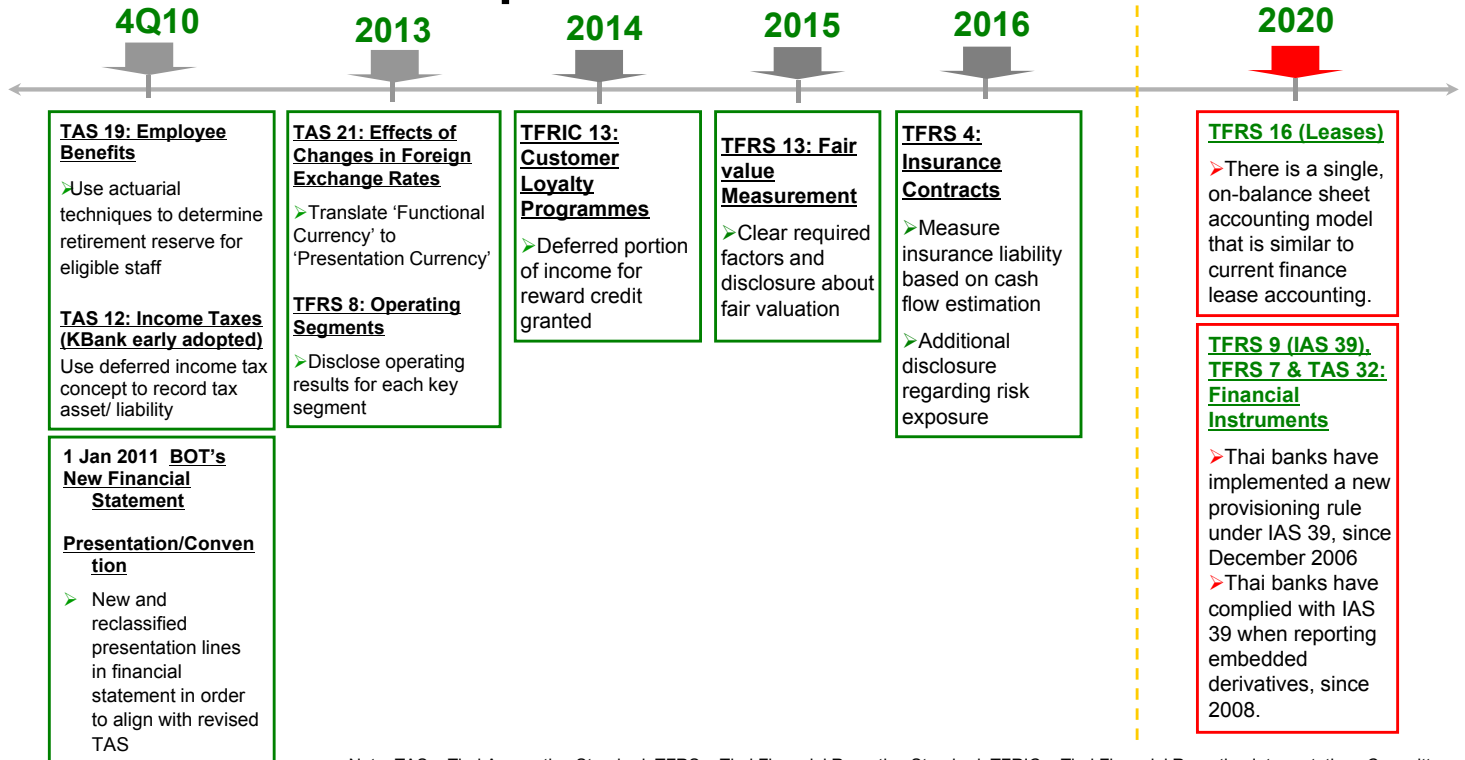 4Q10
2013
2014
2015
2016
2020
TAS 19: Employee
Benefits
➢Use actuarial
techniques to determine
retirement reserve for
eligible staff
TAS 12: Income Taxes
(KBank early adopted)
Use deferred income tax
concept to record tax
asset/ liability
1 Jan 2011 BOT's
New Financial
Statement
Presentation/Conven
tion
➢ New and
reclassified
presentation lines
in financial
statement in order
to align with revised
TAS
TAS 21: Effects of
Changes in Foreign
Exchange Rates
➢Translate ‘Functional
Currency’ to
‘Presentation Currency’
TFRS 8: Operating
Segments
➢Disclose operating
results for each key
segment
TFRIC 13:
Customer
Loyalty
Programmes
➢Deferred portion
of income for
reward credit
granted
TFRS 13: Fair
value
Measurement
➢Clear required
factors and
disclosure about
fair valuation
TFRS 4:
Insurance
Contracts
➢Measure
insurance liability
based on cash
flow estimation
➢Additional
disclosure
regarding risk
exposure
TFRS 16 (Leases)
➢There is a single,
on-balance sheet
accounting model
that is similar to
current finance
lease accounting.
TFRS 9 (IAS 39),
TFRS 7 & TAS 32:
Financial
Instruments
➢Thai banks have
implemented a new
provisioning rule
under IAS 39, since
December 2006
➢Thai banks have
complied with IAS
39 when reporting
embedded
derivatives, since
2008.